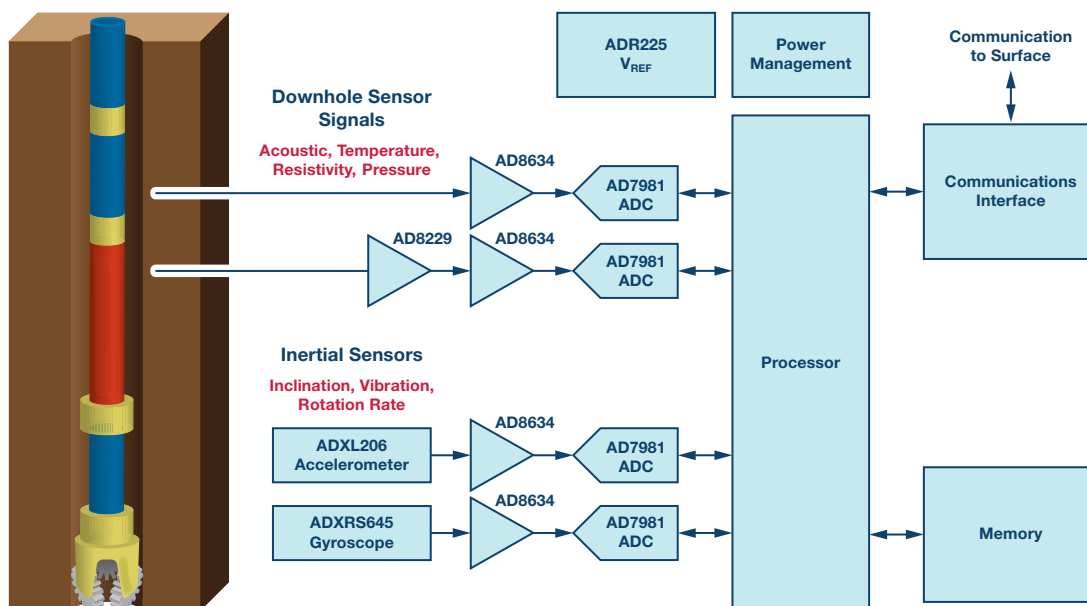 ADR225
VREF
Power
Management
Communication
to Surface
Downhole Sensor
Signals
Acoustic, Temperature,
Resistivity, Pressure
AD8634
AD7981
ADC
Communications
Interface
AD8229
AD8634
AD7981
ADC
Processor
Inertial Sensors
Inclination, Vibration,
Rotation Rate
AD8634
ADXL206
Accelerometer
AD7981
ADC
AD8634
ADXRS645
Gyroscope
AD7981
ADC
Memory